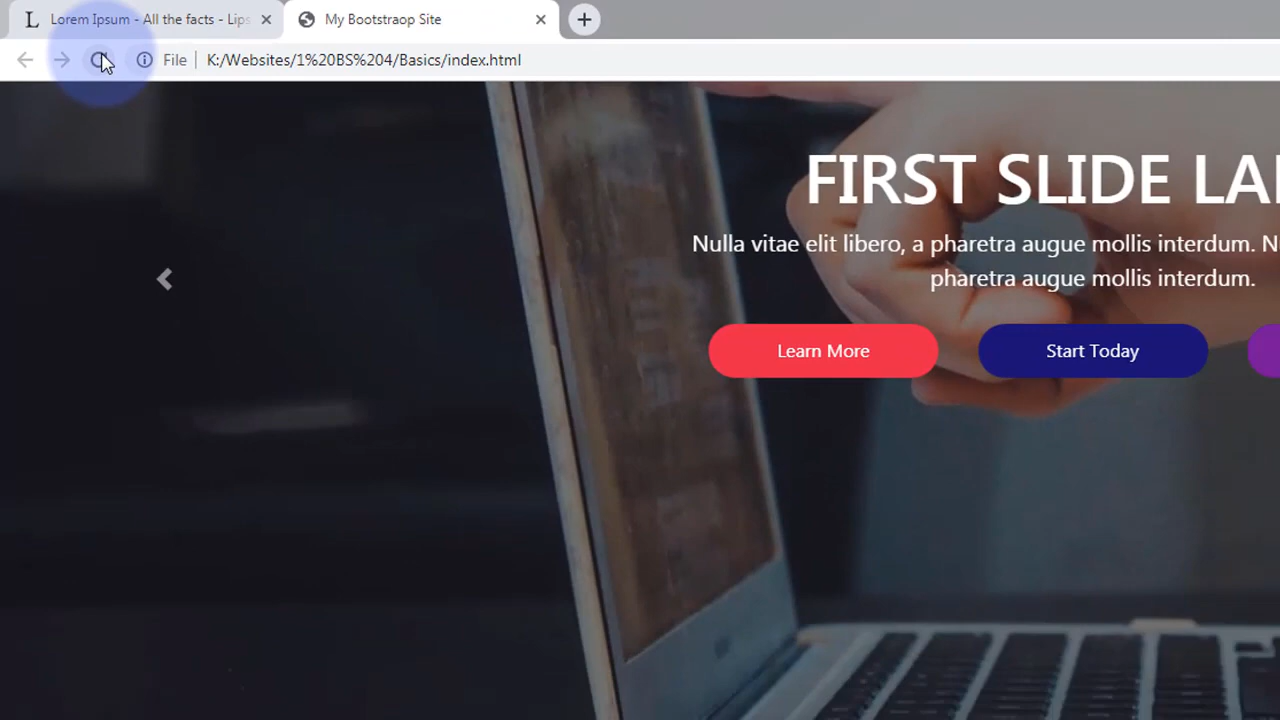 L Lorem Ipsum - All the facts - Lips
My Bootstraop Site
File
K:/Websites/1%20BS%204/Basics/index.html
FIRST SLIDE LA
Nulla vitae elit libero, a pharetra augue mollis interdum. N
pharetra augue mollis interdum.
Learn More
Start Today